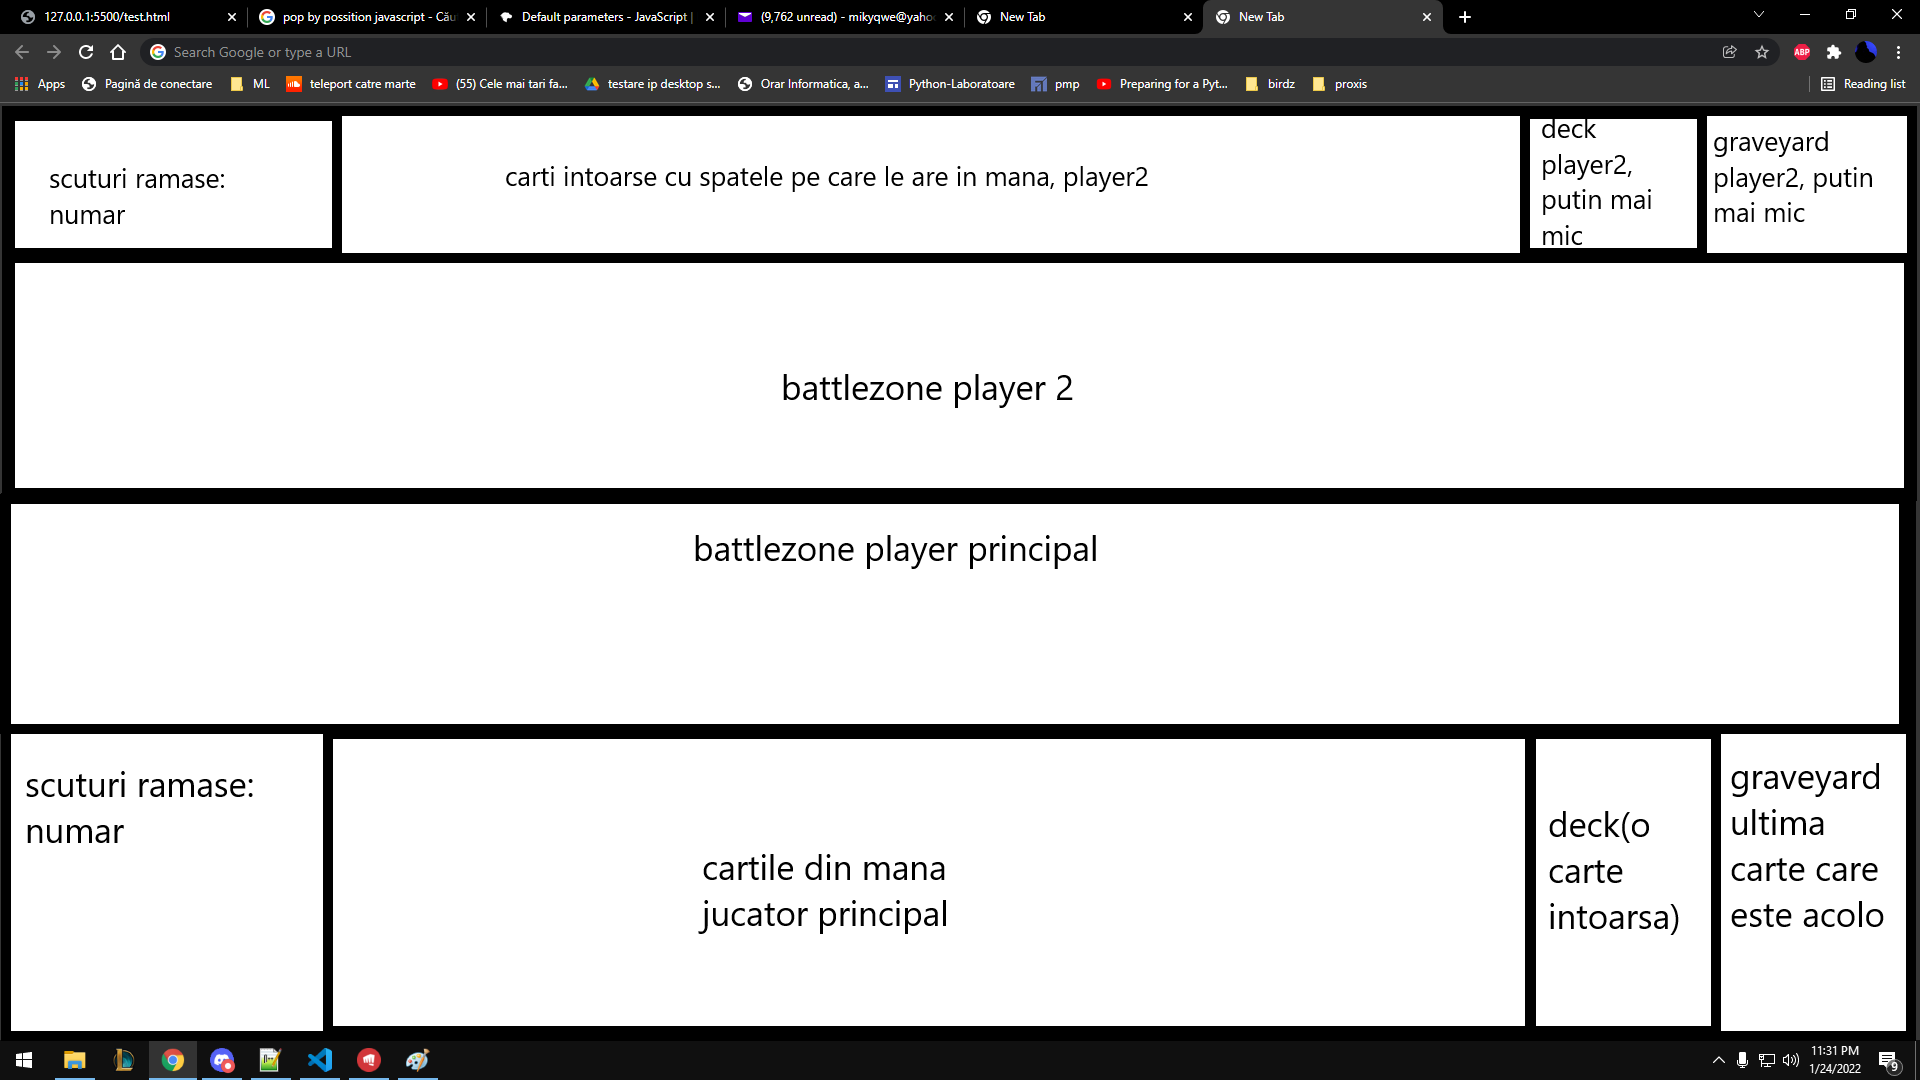 127.0.0.1:5500/test.html
pop by possition javascript - Cău
Default parameters - JavaScript |
(9,762 unread) - mikyqwe@yaho
New Tab
New Tab
Search Google or type a URL
ABP
Apps
Pagină de conectare
ML
teleport catre marte
(55) Cele mai tari fa...
testare ip desktop s...
Orar Informatica, a...
Python-Laboratoare
pmp
Preparing for a Pyt...
birdz
proxis
Reading list
scuturi ramase:
numar
carti intoarse cu spatele pe care le are in mana, player2
deck
player2,
putin mai
mic
graveyard
player2, putin
mai mic
battlezone player 2
battlezone player principal
scuturi ramase:
numar
cartile din mana
jucator principal
deck(o
carte
intoarsa)
graveyard
ultima
carte care
este acolo
11:31 PM
1/24/2022
9